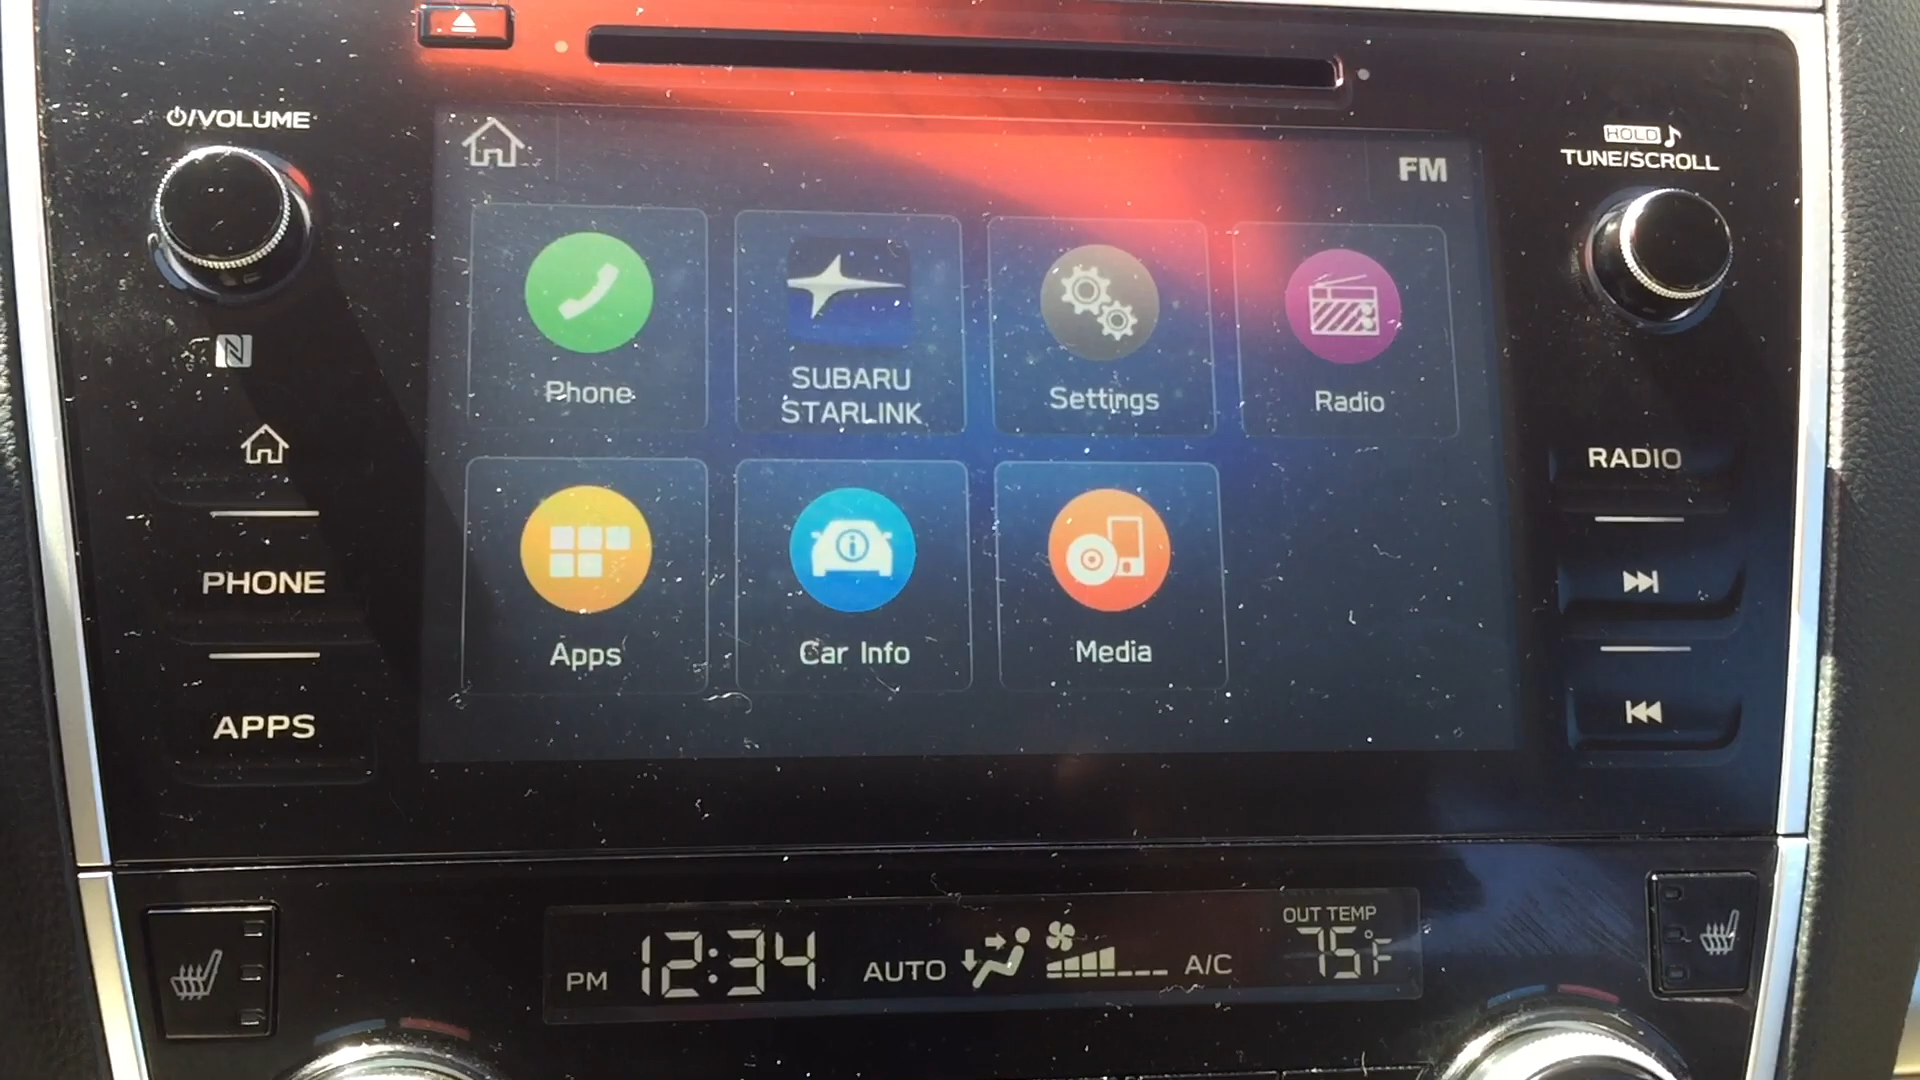 ⏻/VOLUME
HOLD
TUNE/SCROLL
FM
Phone
SUBARU
STARLINK
Settings
Radio
Apps
Car Info
Media
PHONE
APPS
RADIO
OUT TEMP
PM 12:34 AUTO A/C 75°F